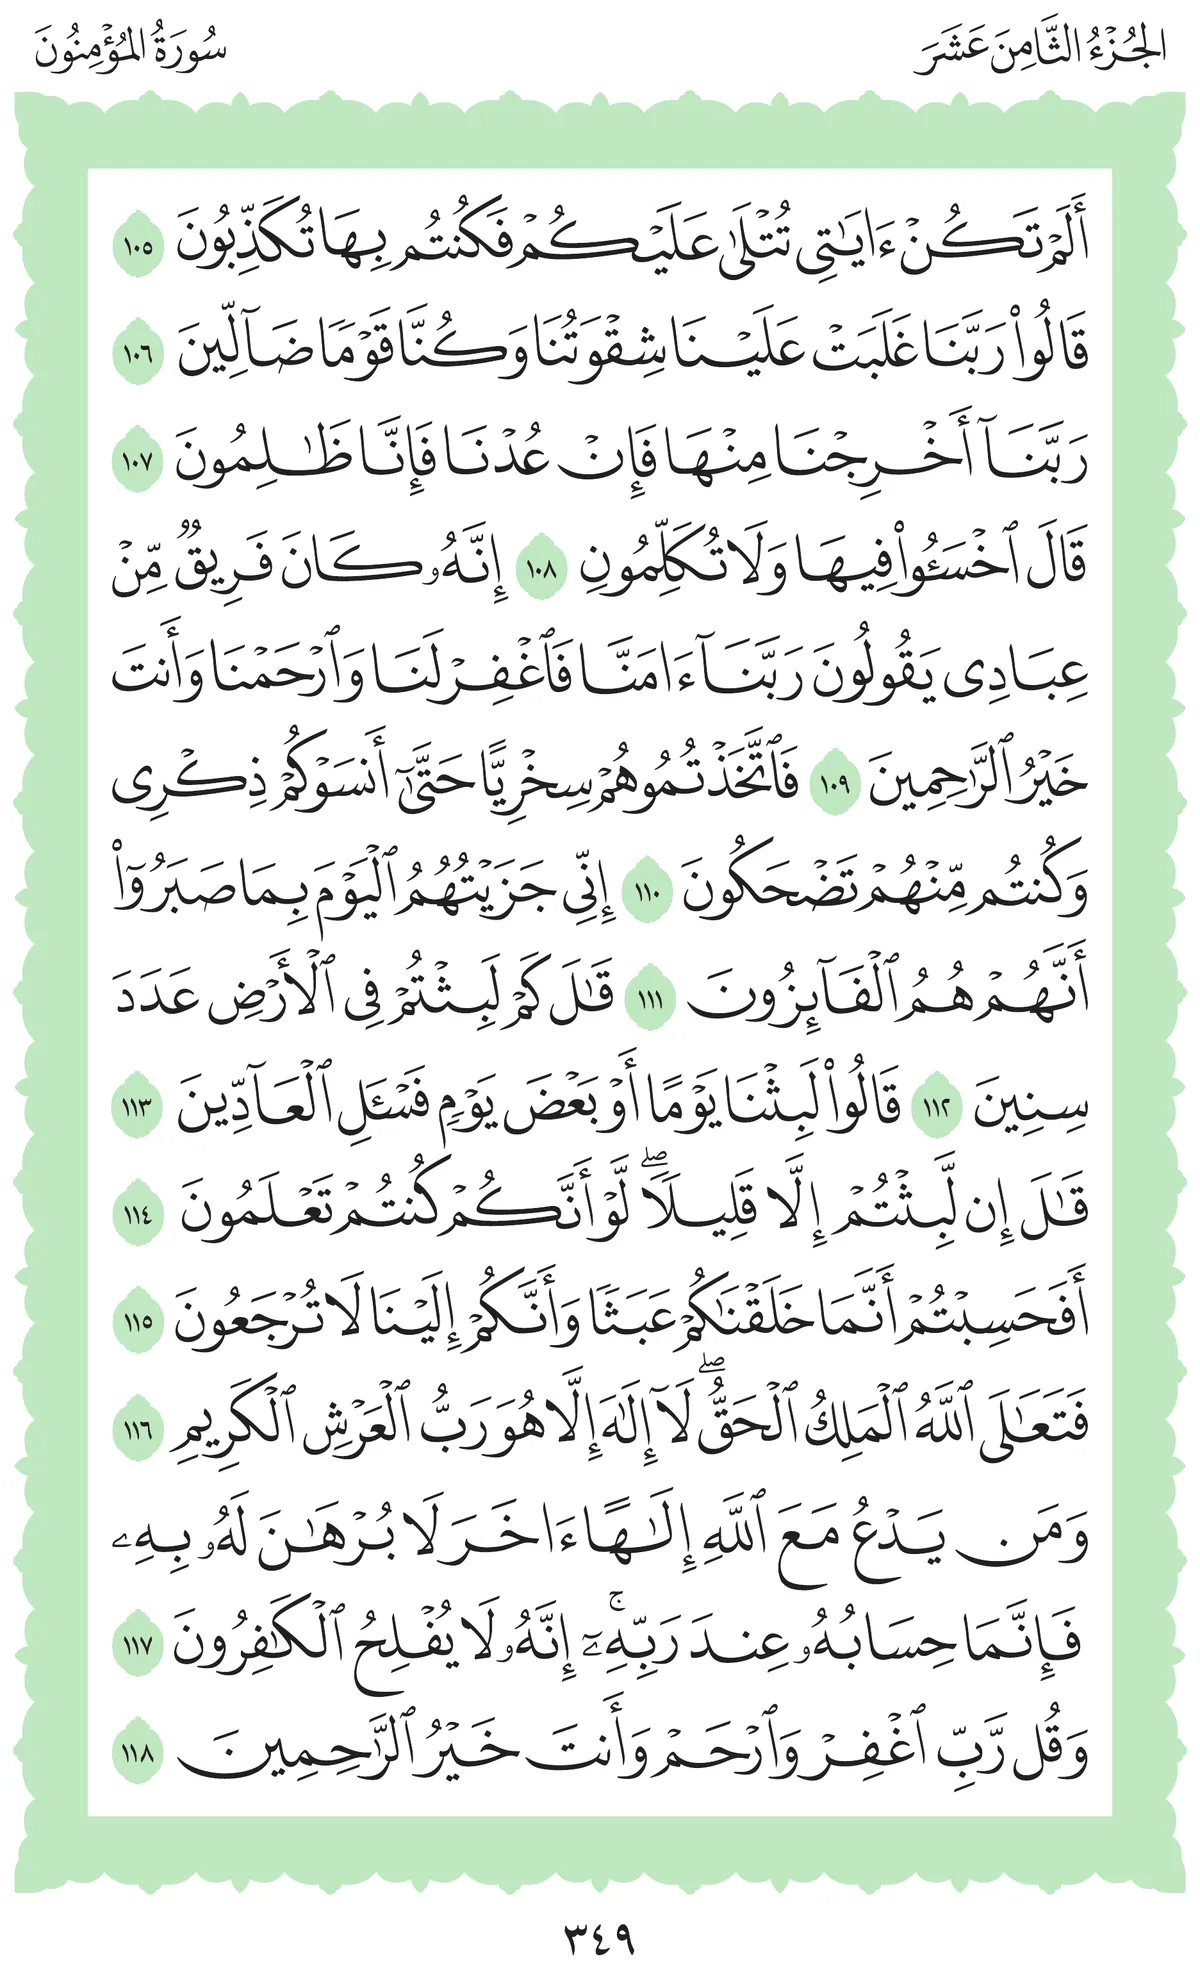 الجُزْءُ الثَّامِنَ عَشَرَ
سُورَةُ المُؤْمِنُونَ
أَلَمْ تَكُنْ ءَايَٰتِى تُتْلَىٰ عَلَيْكُمْ فَكُنتُم بِهَا تُكَذِّبُونَ ١٠٥
قَالُوا۟ رَبَّنَا غَلَبَتْ عَلَيْنَا شِقْوَتُنَا وَكُنَّا قَوْمًا ضَآلِّينَ ١٠٦
رَبَّنَآ أَخْرِجْنَا مِنْهَا فَإِنْ عُدْنَا فَإِنَّا ظَٰلِمُونَ ١٠٧
قَالَ ٱخْسَـُٔوا۟ فِيهَا وَلَا تُكَلِّمُونِ ١٠٨ إِنَّهُۥ كَانَ فَرِيقٌ مِّنْ
عِبَادِى يَقُولُونَ رَبَّنَآ ءَامَنَّا فَٱغْفِرْ لَنَا وَٱرْحَمْنَا وَأَنتَ
خَيْرُ ٱلرَّٰحِمِينَ ١٠٩ فَٱتَّخَذْتُمُوهُمْ سِخْرِيًّا حَتَّىٰٓ أَنسَوْكُمْ ذِكْرِى
وَكُنتُم مِّنْهُمْ تَضْحَكُونَ ١١٠ إِنِّى جَزَيْتُهُمُ ٱلْيَوْمَ بِمَا صَبَرُوٓا۟
أَنَّهُمْ هُمُ ٱلْفَآئِزُونَ ١١١ قَٰلَ كَمْ لَبِثْتُمْ فِى ٱلْأَرْضِ عَدَدَ
سِنِينَ ١١٢ قَالُوا۟ لَبِثْنَا يَوْمًا أَوْ بَعْضَ يَوْمٍ فَسْـَٔلِ ٱلْعَآدِّينَ ١١٣
قَٰلَ إِن لَّبِثْتُمْ إِلَّا قَلِيلًا ۖ لَّوْ أَنَّكُمْ كُنتُمْ تَعْلَمُونَ ١١٤
أَفَحَسِبْتُمْ أَنَّمَا خَلَقْنَٰكُمْ عَبَثًا وَأَنَّكُمْ إِلَيْنَا لَا تُرْجَعُونَ ١١٥
فَتَعَٰلَى ٱللَّهُ ٱلْمَلِكُ ٱلْحَقُّ ۖ لَآ إِلَٰهَ إِلَّا هُوَ رَبُّ ٱلْعَرْشِ ٱلْكَرِيمِ ١١٦
وَمَن يَدْعُ مَعَ ٱللَّهِ إِلَٰهًا ءَاخَرَ لَا بُرْهَٰنَ لَهُۥ بِهِۦ
فَإِنَّمَا حِسَابُهُۥ عِندَ رَبِّهِۦٓ ۚ إِنَّهُۥ لَا يُفْلِحُ ٱلْكَٰفِرُونَ ١١٧
وَقُل رَّبِّ ٱغْفِرْ وَٱرْحَمْ وَأَنتَ خَيْرُ ٱلرَّٰحِمِينَ ١١٨
٣٤٩